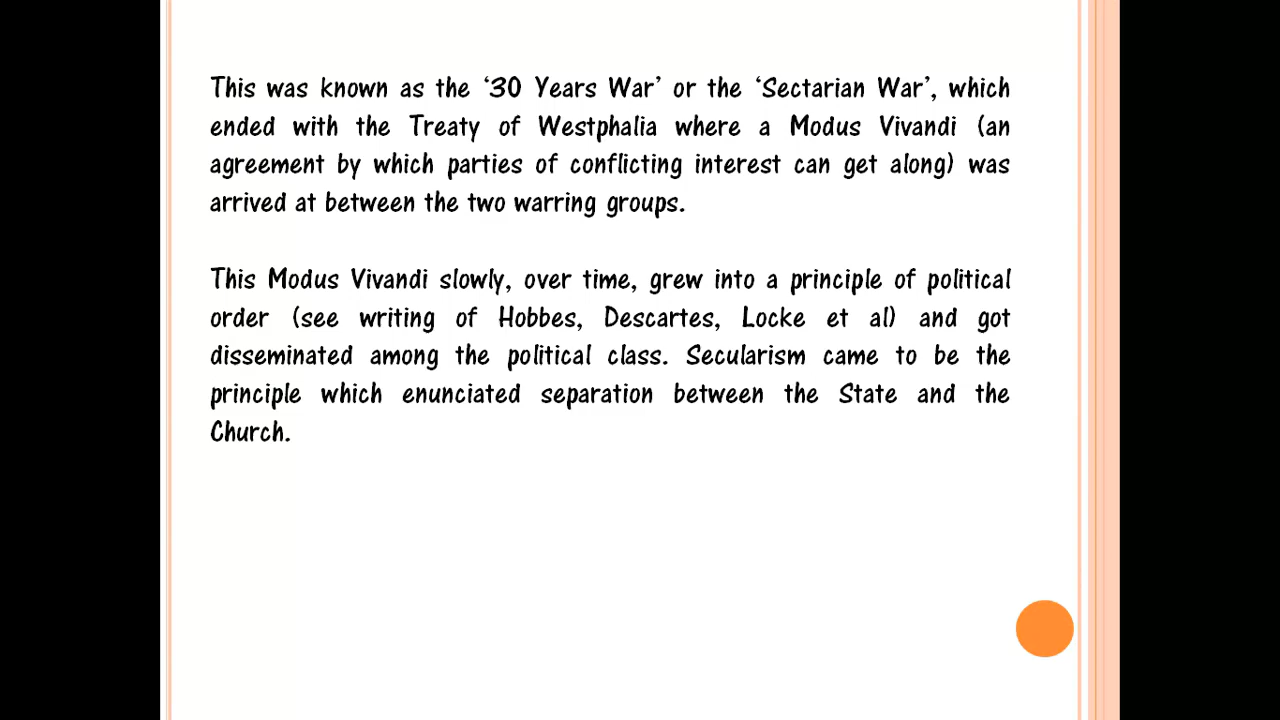 This was known as the ‘30 Years War’ or the ‘Sectarian War’, which
ended with the Treaty of Westphalia where a Modus Vivandi (an
agreement by which parties of conflicting interest can get along) was
arrived at between the two warring groups.
This Modus Vivandi slowly, over time, grew into a principle of political
order (see writing of Hobbes, Descartes, Locke et al) and got
disseminated among the political class. Secularism came to be the
principle which enunciated separation between the State and the
Church.